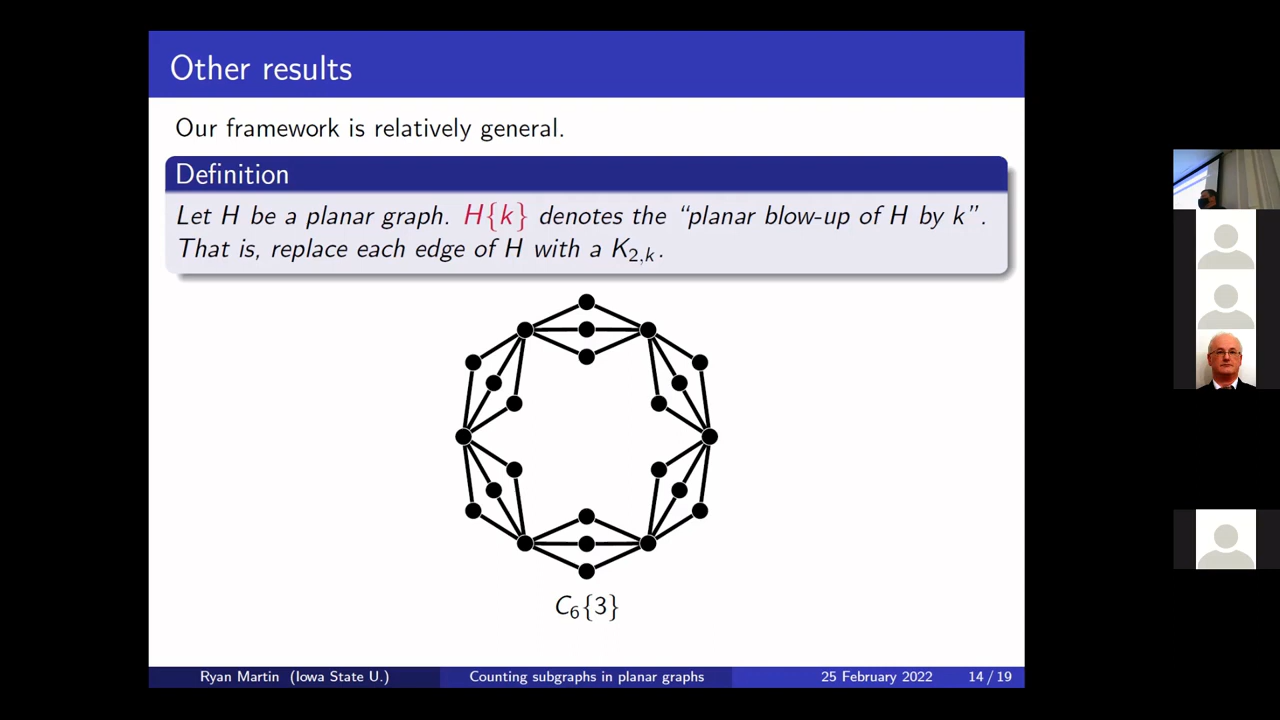 Other results
Our framework is relatively general.
Definition
Let H be a planar graph. H{k} denotes the “planar blow-up of H by k”.
That is, replace each edge of H with a K₂,ₖ.
C₆{3}
Ryan Martin (Iowa State U.) Counting subgraphs in planar graphs 25 February 2022 14 / 19